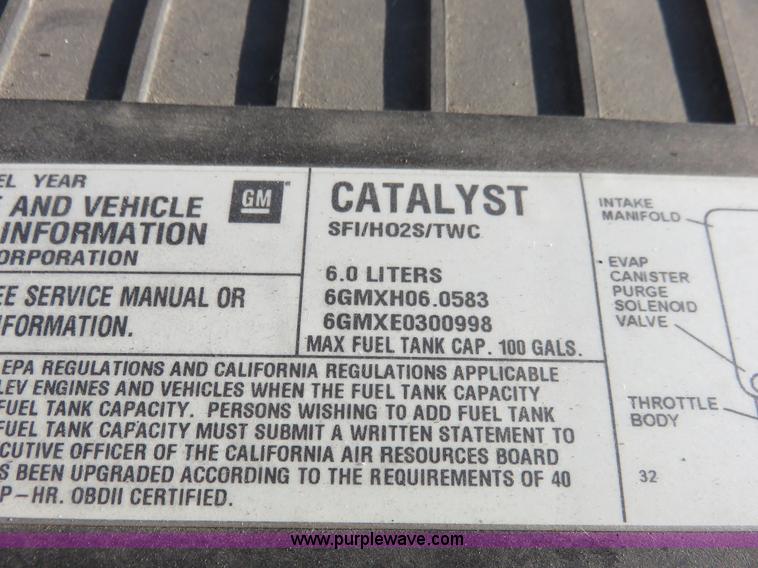 EL YEAR
AND VEHICLE
INFORMATION
ORPORATION
EE SERVICE MANUAL OR
FORMATION.
GM
CATALYST
SFI/HO2S/TWC
6.0 LITERS
6GMXH06.0583
6GMXE0300998
MAX FUEL TANK CAP. 100 GALS.
EPA REGULATIONS AND CALIFORNIA REGULATIONS APPLICABLE
LEV ENGINES AND VEHICLES WHEN THE FUEL TANK CAPACITY
FUEL TANK CAPACITY. PERSONS WISHING TO ADD FUEL TANK
FUEL TANK CAPACITY MUST SUBMIT A WRITTEN STATEMENT TO
CUTIVE OFFICER OF THE CALIFORNIA AIR RESOURCES BOARD
S BEEN UPGRADED ACCORDING TO THE REQUIREMENTS OF 40
P-HR. OBDII CERTIFIED.
INTAKE
MANIFOLD
EVAP
CANISTER
PURGE
SOLENOID
VALVE
THROTTLE
BODY
32
www.purplewave.com